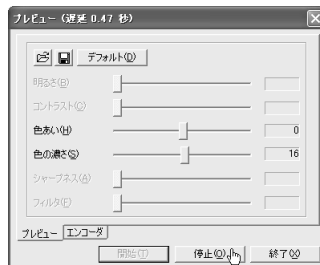 プレビュー (遅延 0.47 秒)
デフォルト(D)
明るさ(B)
コントラスト(C)
色あい(H) 0
色の濃さ(S) 16
シャープネス(A)
フィルタ(F)
プレビュー エンコーダ
開始(T) 停止(O) 終了(X)